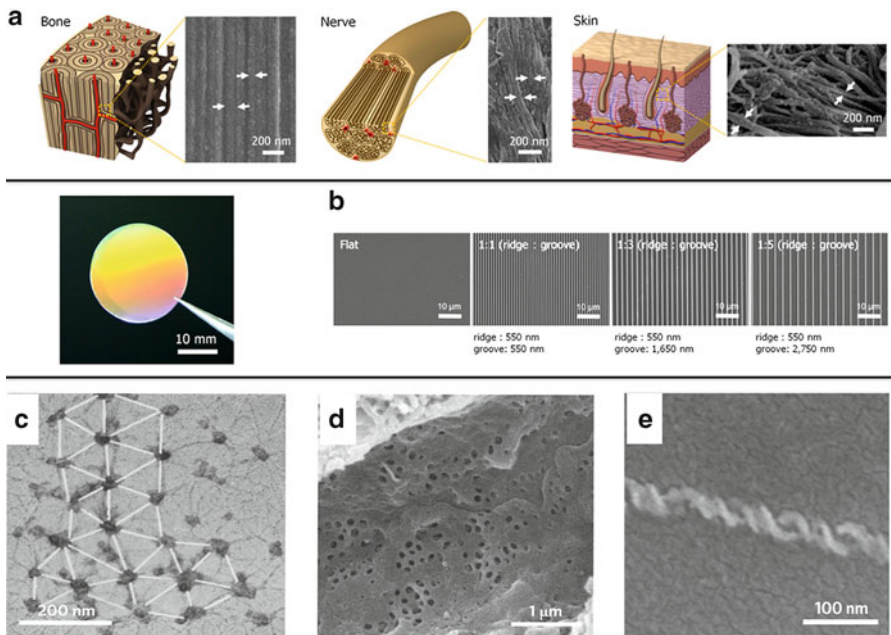 a
Bone
Nerve
Skin
200 nm
200 nm
200 nm
b
Flat
1:1 (ridge : groove)
1:3 (ridge : groove)
1:5 (ridge : groove)
10 mm
10 µm
10 µm
10 µm
10 µm
ridge : 550 nm
groove: 550 nm
ridge : 550 nm
groove: 1,650 nm
ridge : 550 nm
groove: 2,750 nm
c
d
e
200 nm
1 µm
100 nm